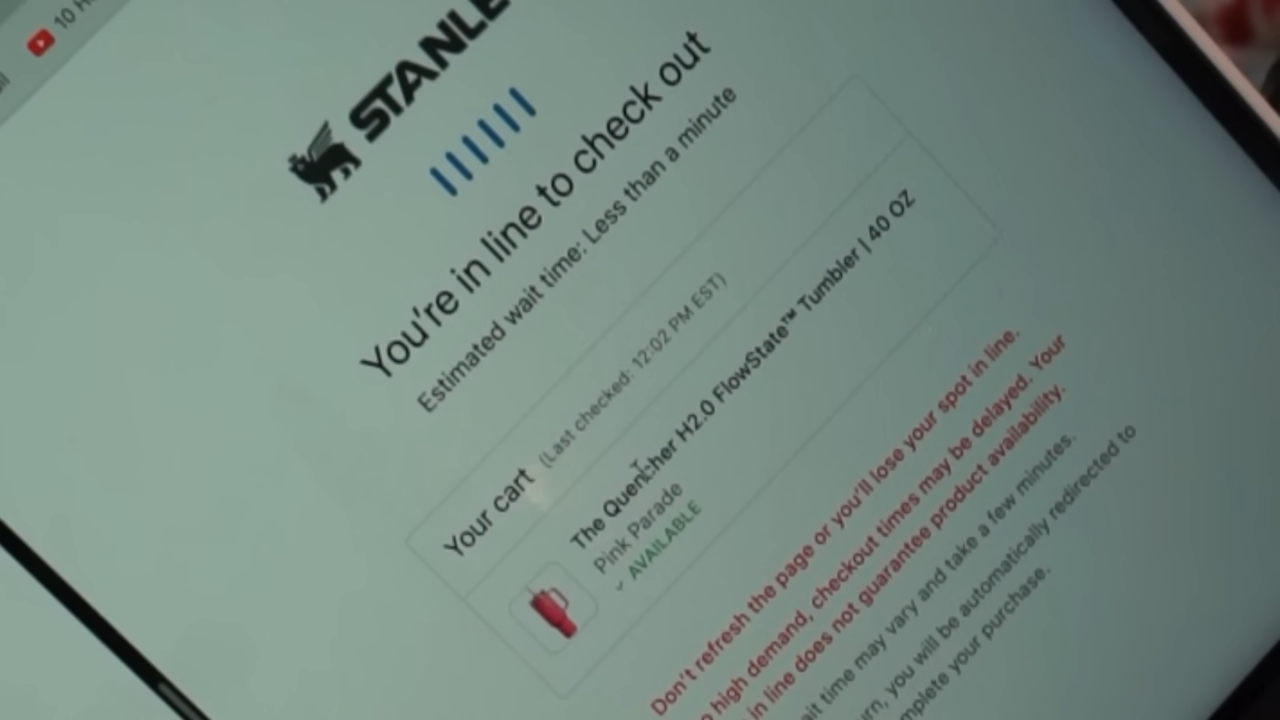 10
STANLE
You're in line to check out
Estimated wait time: Less than a minute
Your cart (Last checked: 12:02 PM EST)
The Quencher H2.0 FlowState™ Tumbler | 40 OZ
Pink Parade
✓ AVAILABLE
Don't refresh the page or you'll lose your spot in line.
high demand, checkout times may be delayed. Your
in line does not guarantee product availability.
time may vary and take a few minutes.
you will be automatically redirected to
your purchase.